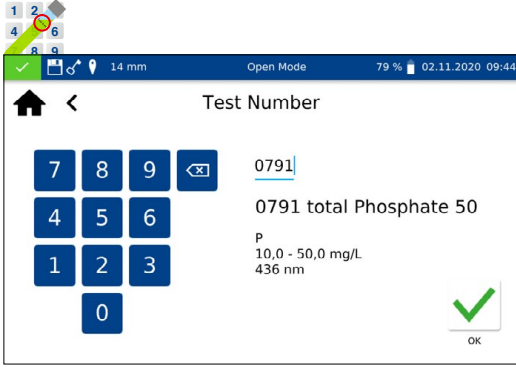 1 2
4 6
7 8 9
14 mm Open Mode 79 % 02.11.2020 09:44
Test Number
7 8 9
0791
4 5 6
0791 total Phosphate 50
P
1 2 3
10,0 - 50,0 mg/L
436 nm
0
OK